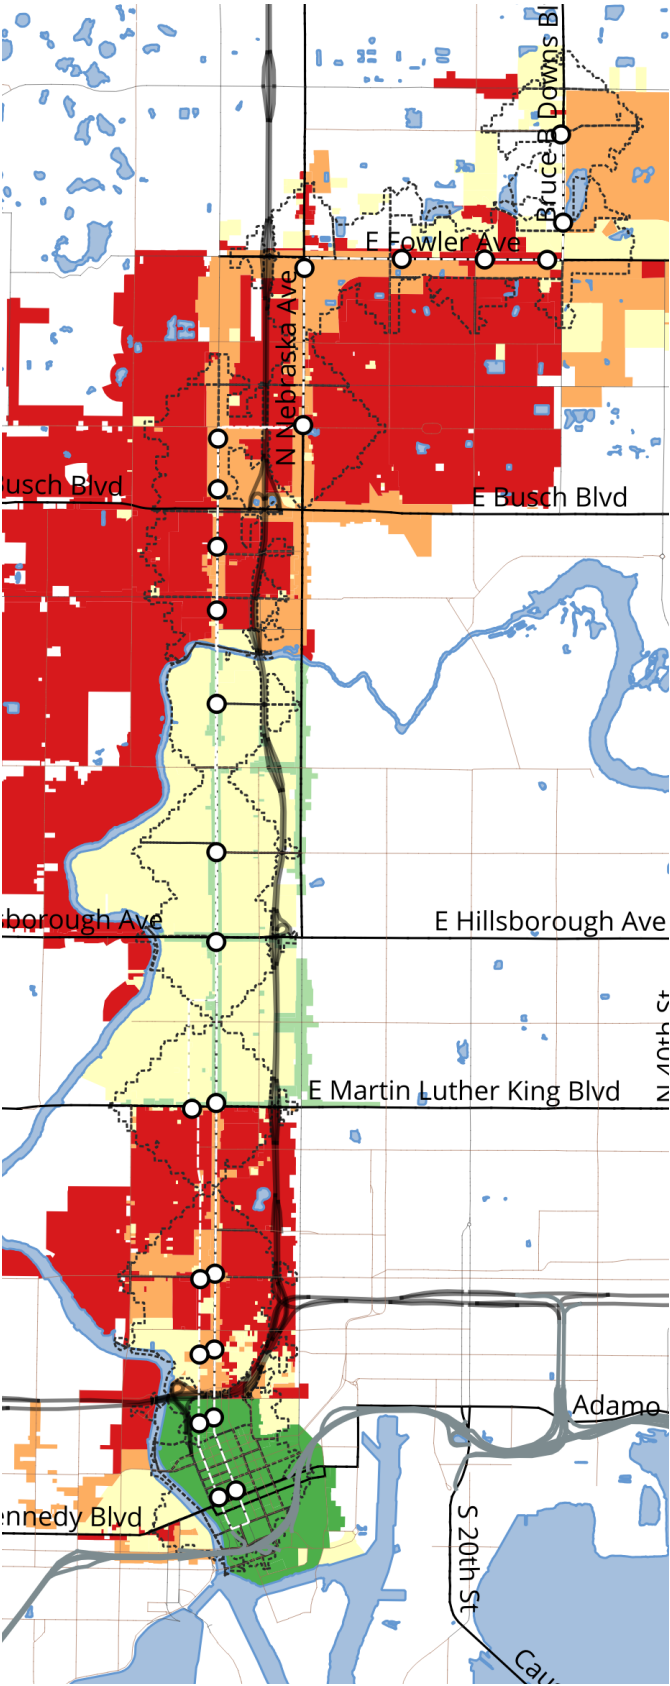 Bruce B Downs Bl
E Fowler Ave
N Nebraska Ave
usch Blvd
E Busch Blvd
borough Ave
E Hillsborough Ave
N 40th St
E Martin Luther King Blvd
Adamo
ennedy Blvd
S 20th St
Cau